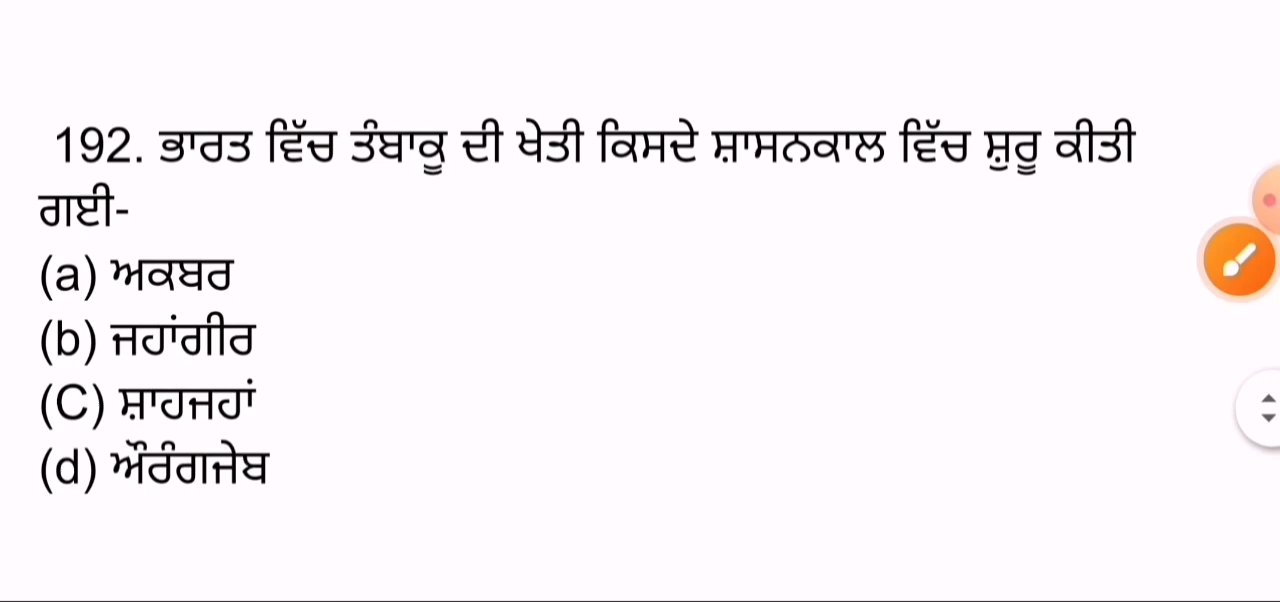 192. ਭਾਰਤ ਵਿੱਚ ਤੰਬਾਕੂ ਦੀ ਖੇਤੀ ਕਿਸਦੇ ਸ਼ਾਸਨਕਾਲ ਵਿੱਚ ਸ਼ੁਰੂ ਕੀਤੀ
ਗਈ-
(a) ਅਕਬਰ
(b) ਜਹਾਂਗੀਰ
(C) ਸ਼ਾਹਜਹਾਂ
(d) ਔਰੰਗਜੇਬ